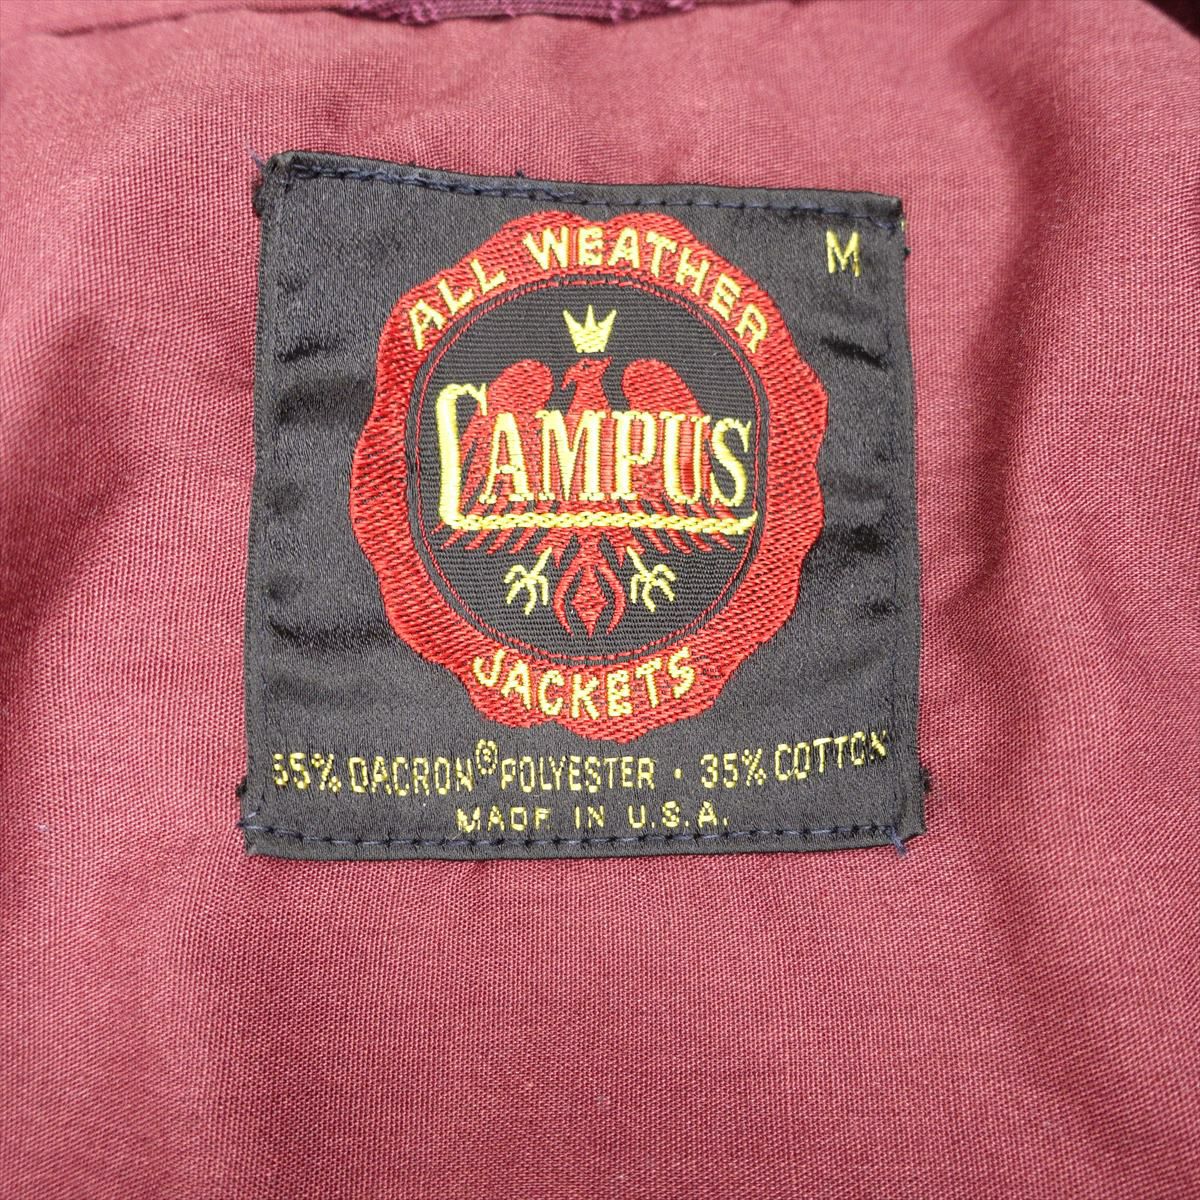 M
ALL WEATHER
CAMPUS
JACKETS
65% DACRON® POLYESTER · 35% COTTON
MADE IN U.S.A.